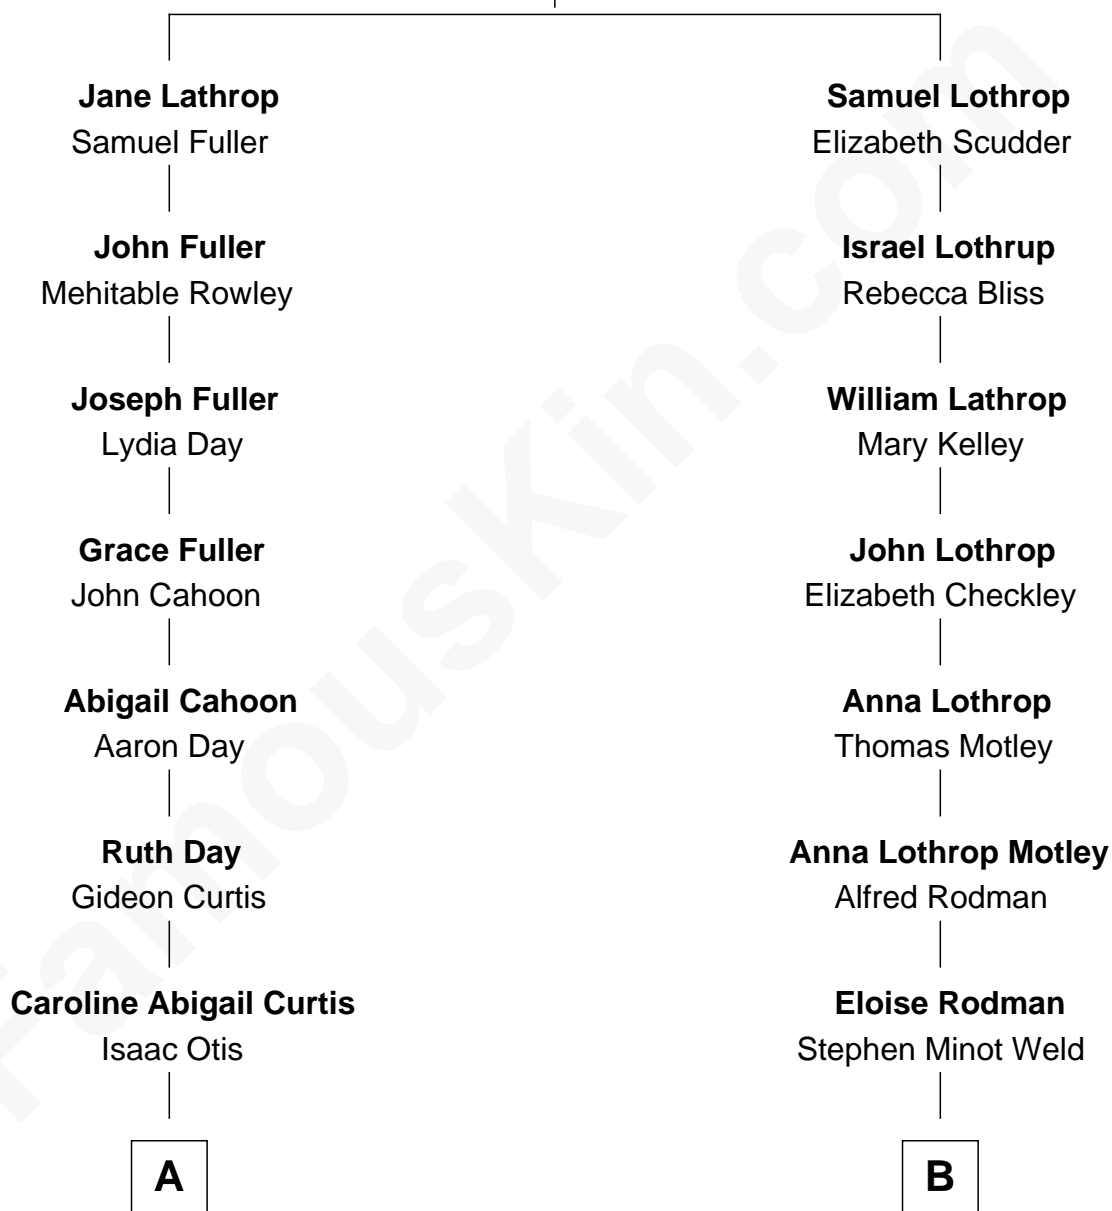 Jane Lathrop
Samuel Fuller
John Fuller
Mehitable Rowley
Joseph Fuller
Lydia Day
Grace Fuller
John Cahoon
Abigail Cahoon
Aaron Day
Ruth Day
Gideon Curtis
Caroline Abigail Curtis
Isaac Otis
A
Samuel Lothrop
Elizabeth Scudder
Israel Lothrup
Rebecca Bliss
William Lathrop
Mary Kelley
John Lothrop
Elizabeth Checkley
Anna Lothrop
Thomas Motley
Anna Lothrop Motley
Alfred Rodman
Eloise Rodman
Stephen Minot Weld
B
FamousKin.com